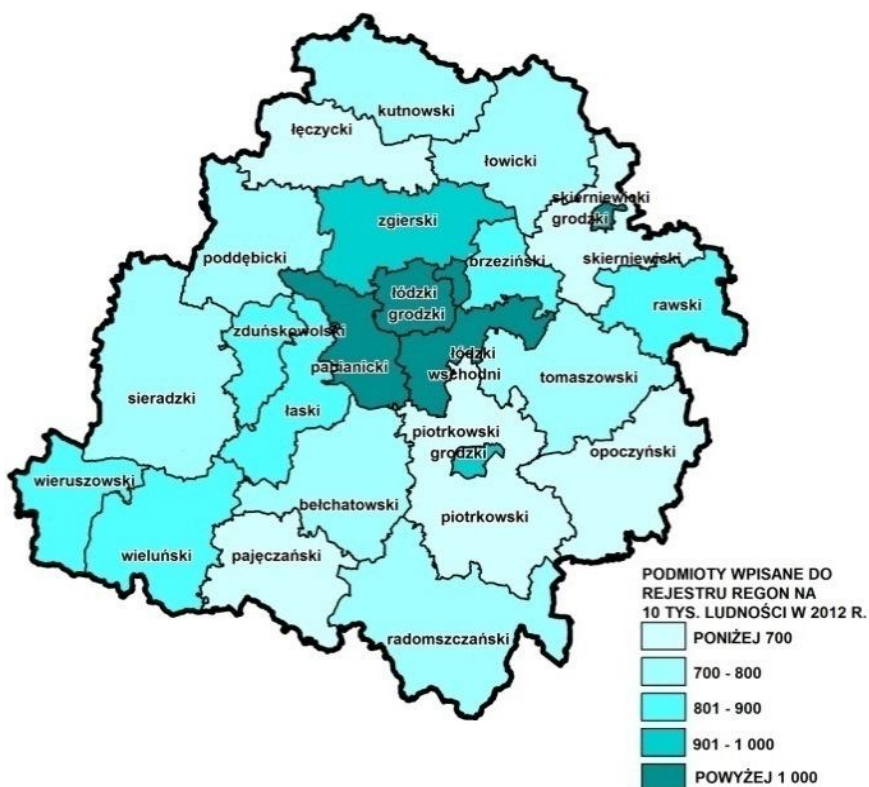 kutnowski
łęczycki
łowicki
skierniewicki
grodzki
zgierski
poddębicki
brzeziński
skierniewicki
rawski
łódzki
grodzki
zduńskowolski
pabianicki
łódzki
wschodni
tomaszowski
sieradzki
łaski
piotrkowski
grodzki
opoczyński
wieruszowski
bełchatowski
piotrkowski
wieluński
pajęczański
radomszczański
PODMIOTY WPISANE DO
REJESTRU REGON NA
10 TYS. LUDNOŚCI W 2012 R.
PONIŻEJ 700
700 - 800
801 - 900
901 - 1 000
POWYŻEJ 1 000